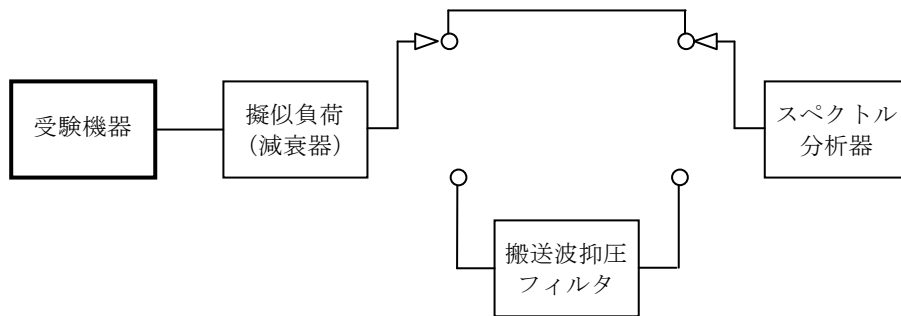 受験機器
擬似負荷
(減衰器)
スペクトル
分析器
搬送波抑圧
フィルタ